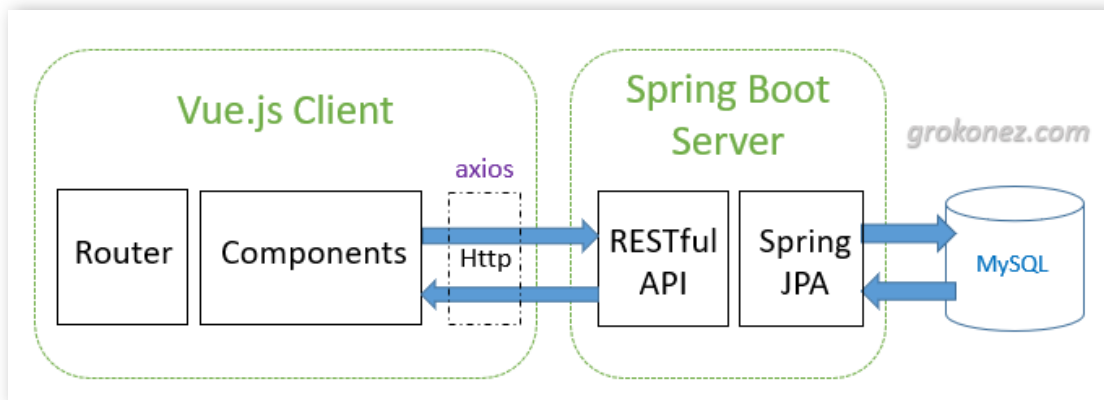 Vue.js Client
Spring Boot
Server
grokonez.com
axios
Router
Components
Http
RESTful
API
Spring
JPA
MySQL